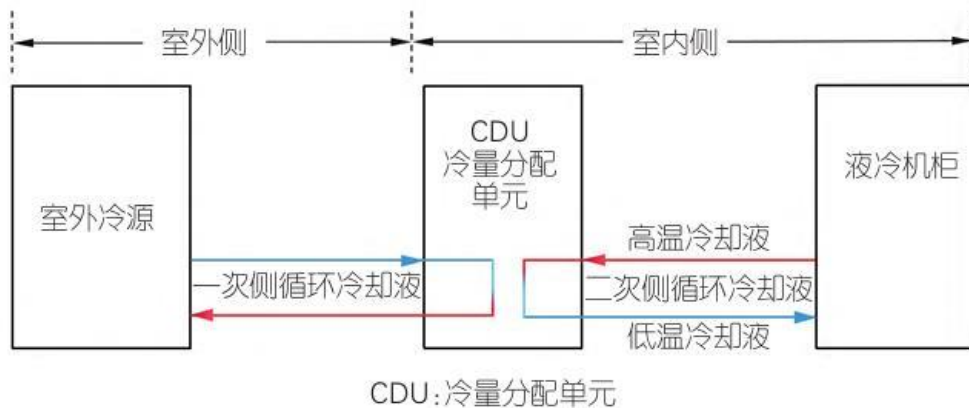 室外侧
室内侧
室外冷源
CDU
冷量分配
单元
液冷机柜
高温冷却液
一次侧循环冷却液
二次侧循环冷却液
低温冷却液
CDU:冷量分配单元